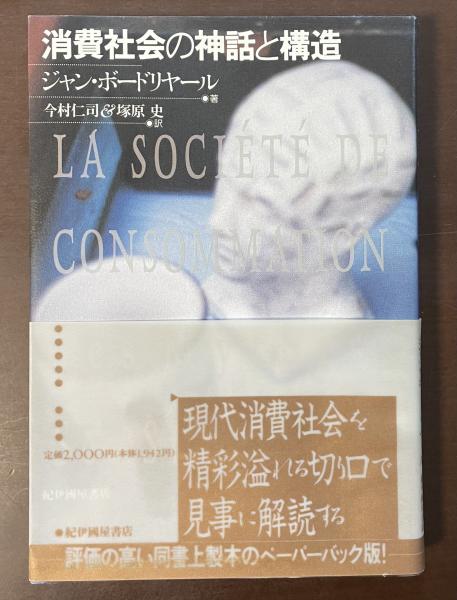 消費社会の神話と構造
ジャン・ボードリヤール
著
今村仁司&塚原 史
訳
LA SOCIÉTÉ DE
CONSOMMATION
現代消費社会を
精彩溢れる切り口で
見事に解読する
定価2,000円(本体1,942円)
紀伊國屋書店
●紀伊國屋書店
評価の高い同書上製本のペーパーバック版!